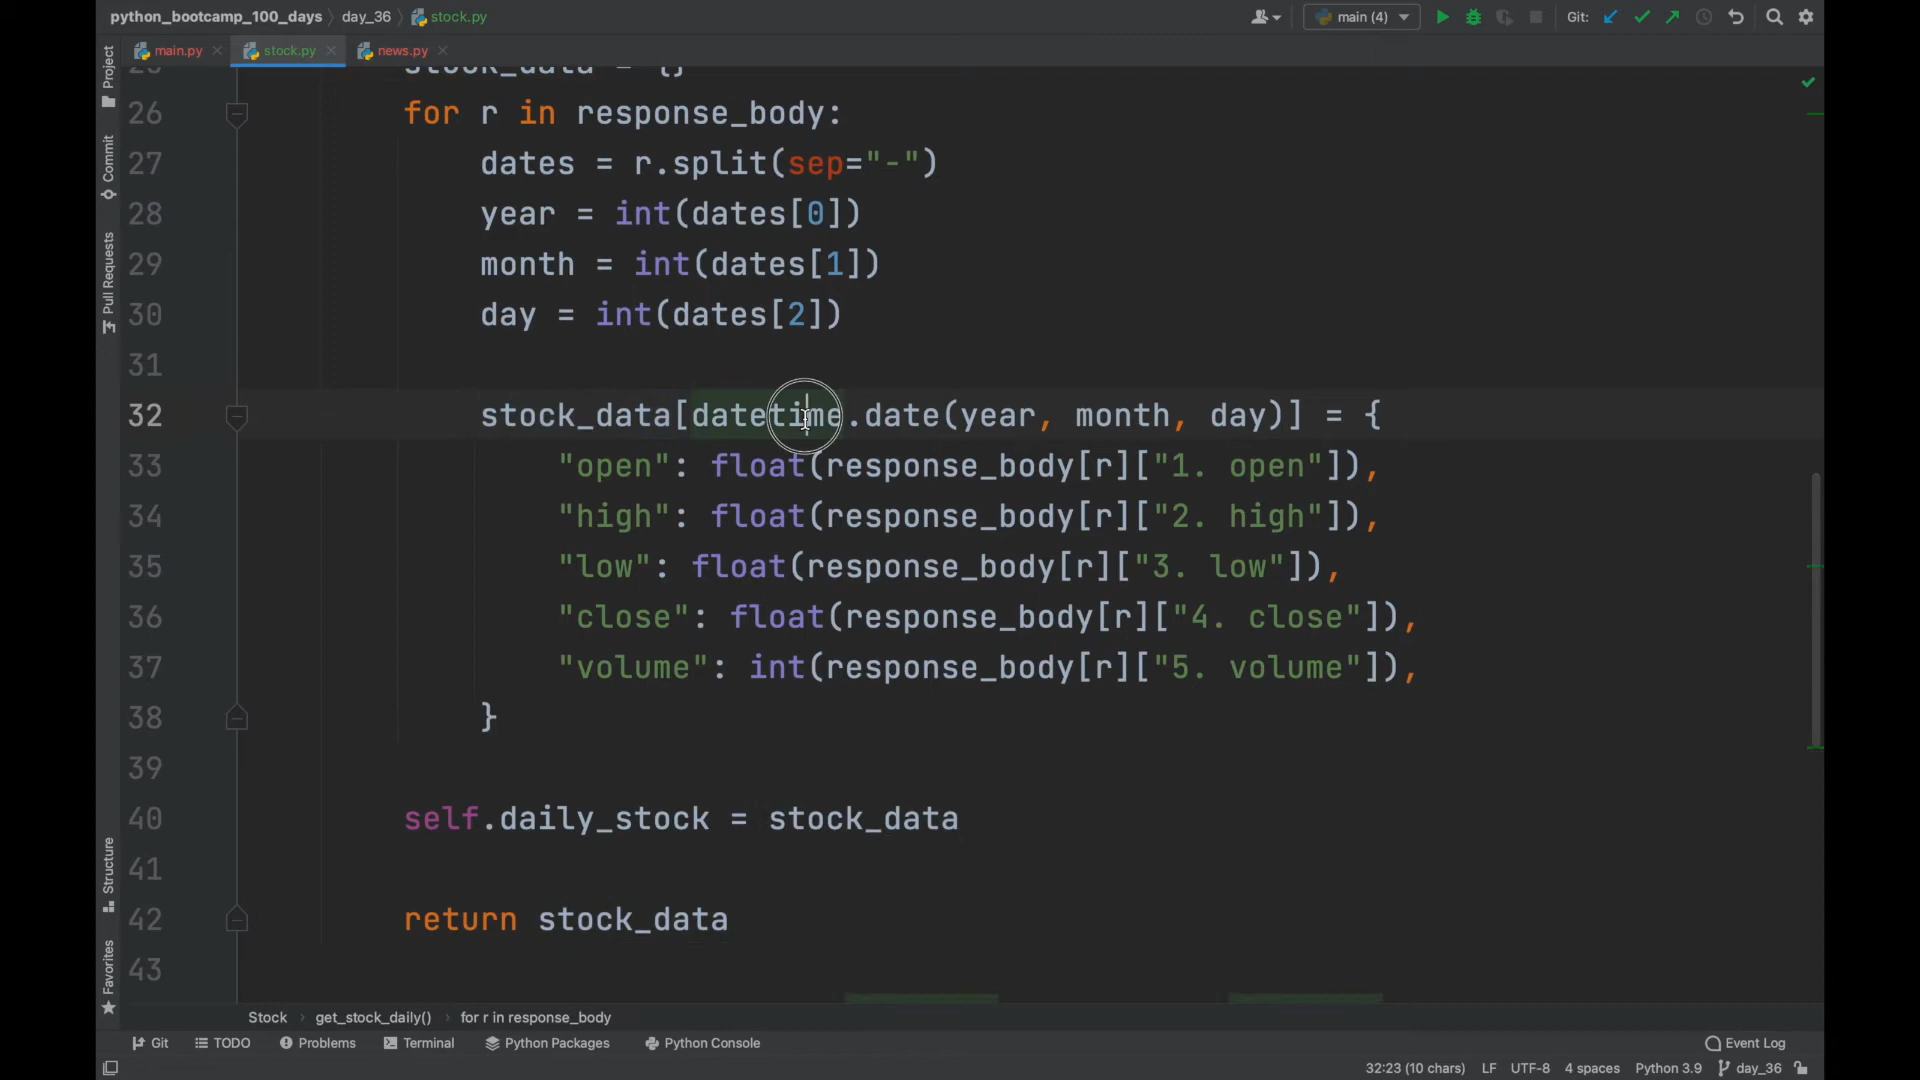 python_bootcamp_100_days day_36 stock.py main (4) Git:
main.py stock.py news.py
Project
Commit
Pull Requests
Structure
Favorites
stock_data = {}
26 for r in response_body:
27 dates = r.split(sep="-")
28 year = int(dates[0])
29 month = int(dates[1])
30 day = int(dates[2])
31
32 stock_data[datetime.date(year, month, day)] = {
33 "open": float(response_body[r]["1. open"]),
34 "high": float(response_body[r]["2. high"]),
35 "low": float(response_body[r]["3. low"]),
36 "close": float(response_body[r]["4. close"]),
37 "volume": int(response_body[r]["5. volume"]),
38 }
39
40 self.daily_stock = stock_data
41
42 return stock_data
43
Stock get_stock_daily() for r in response_body
Git TODO Problems Terminal Python Packages Python Console Event Log
32:23 (10 chars) LF UTF-8 4 spaces Python 3.9 day_36